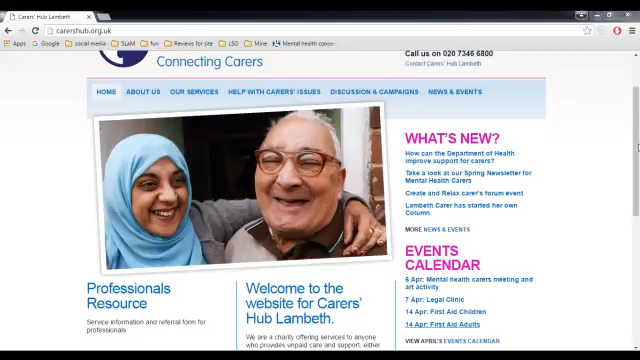 Carers' Hub Lambeth
carershub.org.uk
Apps Google social media SLaM fun Reviews for site LSO Mine Mental health concer
Call us on 020 7346 6800
Connecting Carers
Contact Carers' Hub Lambeth
HOME ABOUT US OUR SERVICES HELP WITH CARERS' ISSUES DISCUSSION & CAMPAIGNS NEWS & EVENTS
WHAT'S NEW?
How can the Department of Health
improve support for carers?
Take a look at our Spring Newsletter for
Mental Health Carers
Create and Relax carer's forum event
Lambeth Carer has started her own
Column
MORE NEWS & EVENTS
EVENTS
CALENDAR
6 Apr: Mental health carers meeting and
art activity
7 Apr: Legal Clinic
14 Apr: First Aid Children
14 Apr: First Aid Adults
VIEW APRIL'S EVENTS CALENDAR
Professionals
Resource
Service information and referral form for
professionals
Welcome to the
website for Carers'
Hub Lambeth.
We are a charity offering services to anyone
who provides unpaid care and support, either